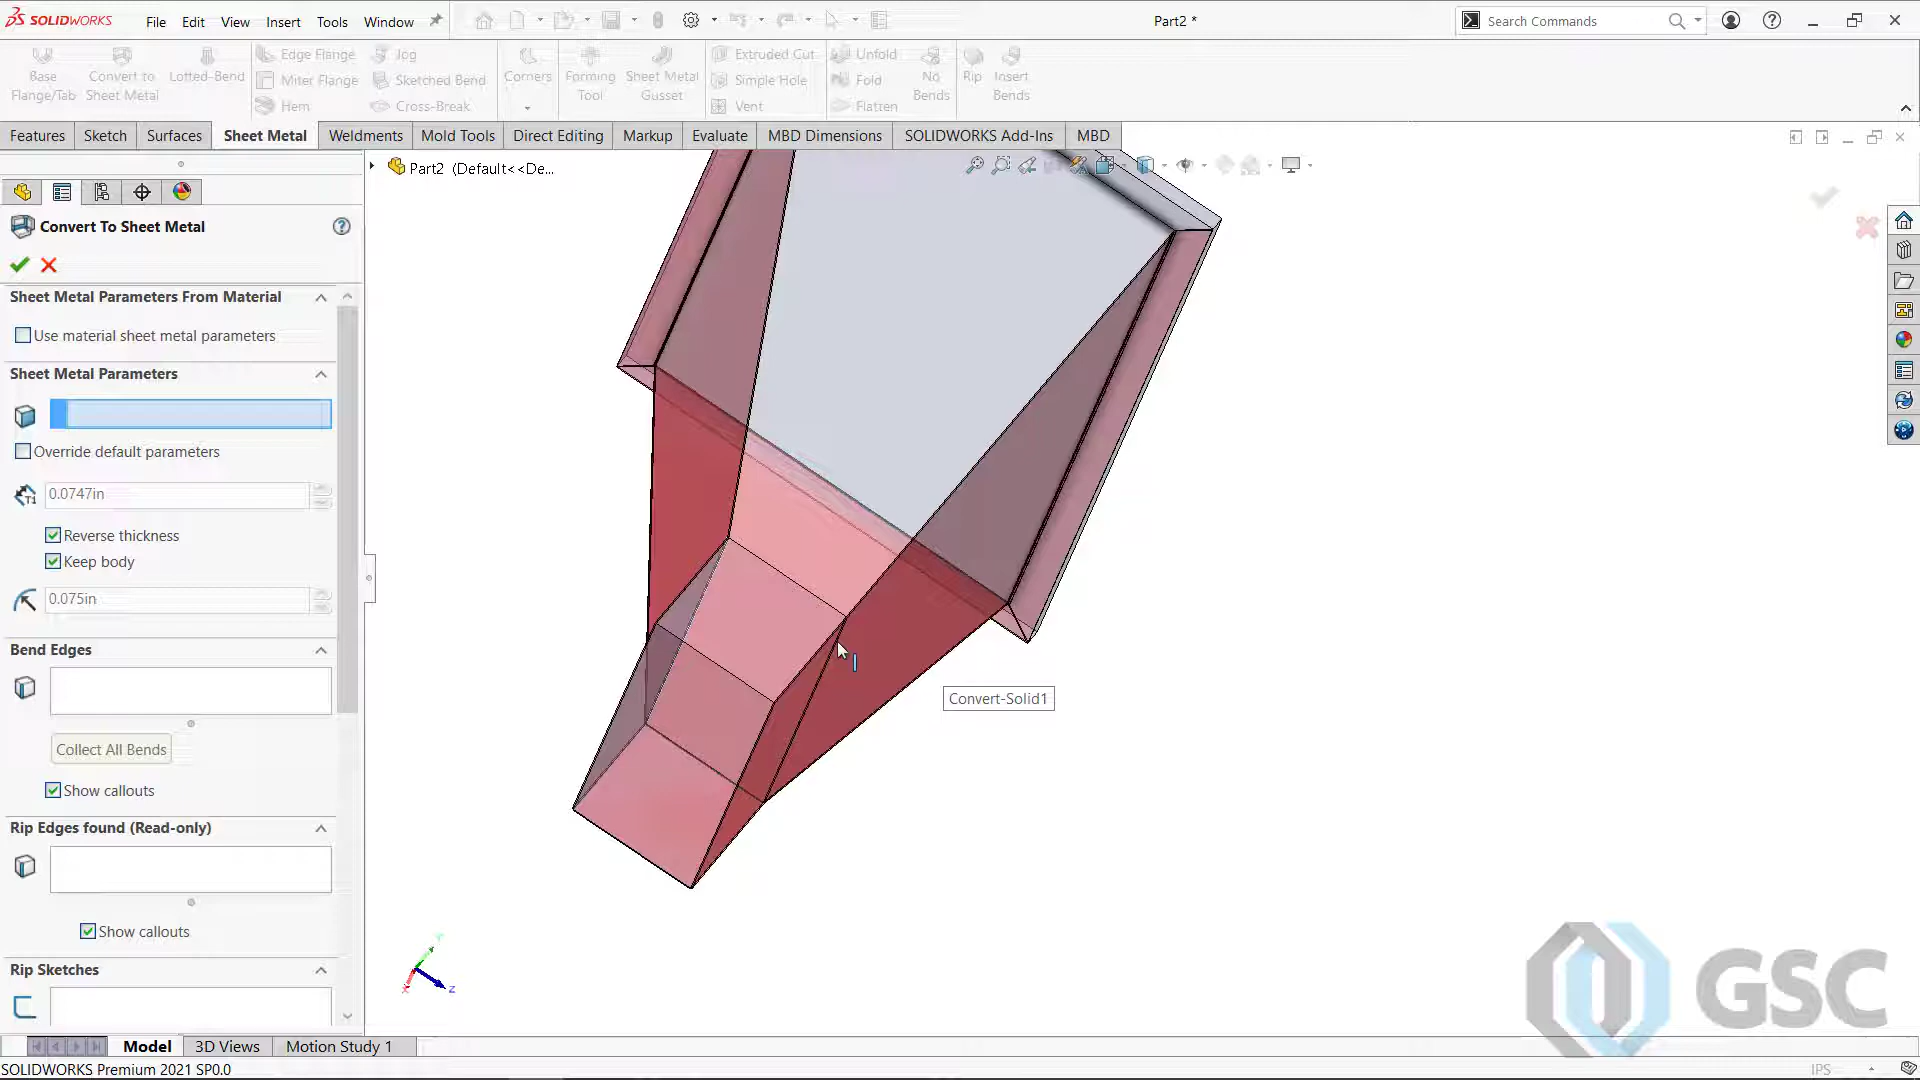 SOLIDWORKS File Edit View Insert Tools Window Part2 * Search Commands
Base Flange/Tab
Convert to Sheet Metal
Lofted-Bend
Edge Flange
Miter Flange
Hem
Jog
Sketched Bend
Cross-Break
Corners
Forming Tool
Sheet Metal Gusset
Extruded Cut
Simple Hole
Vent
Unfold
Fold
Flatten
No Bends
Rip
Insert Bends
Features Sketch Surfaces Sheet Metal Weldments Mold Tools Direct Editing Markup Evaluate MBD Dimensions SOLIDWORKS Add-Ins MBD
Part2 (Default<<De...
Convert To Sheet Metal
Sheet Metal Parameters From Material
Use material sheet metal parameters
Sheet Metal Parameters
Override default parameters
0.0747in
Reverse thickness
Keep body
0.075in
Bend Edges
Collect All Bends
Show callouts
Rip Edges found (Read-only)
Show callouts
Rip Sketches
Convert-Solid1
Y
X
Z
GSC
Model 3D Views Motion Study 1
SOLIDWORKS Premium 2021 SP0.0
IPS